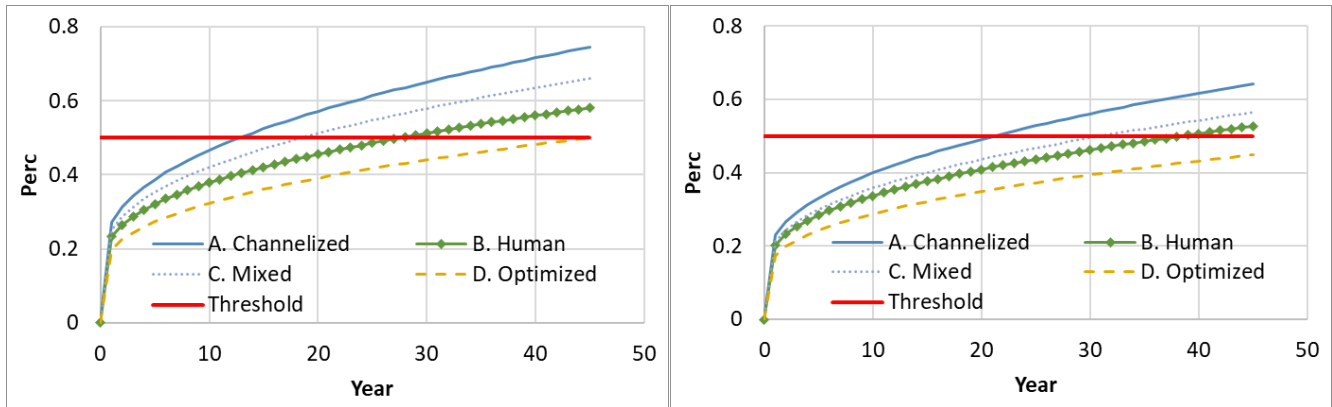 0.8
0.6
0.4
0.2
0
Perc
A. Channelized
B. Human
C. Mixed
D. Optimized
Threshold
0 10 20 30 40 50
Year
0.8
0.6
0.4
0.2
0
Perc
A. Channelized
B. Human
C. Mixed
D. Optimized
Threshold
0 10 20 30 40 50
Year